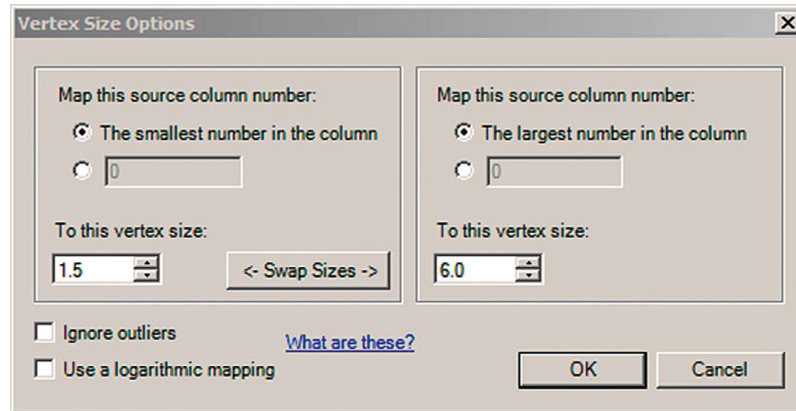 Vertex Size Options
Map this source column number:
The smallest number in the column
0
To this vertex size:
1.5
<- Swap Sizes ->
Map this source column number:
The largest number in the column
0
To this vertex size:
6.0
Ignore outliers
Use a logarithmic mapping
What are these?
OK
Cancel